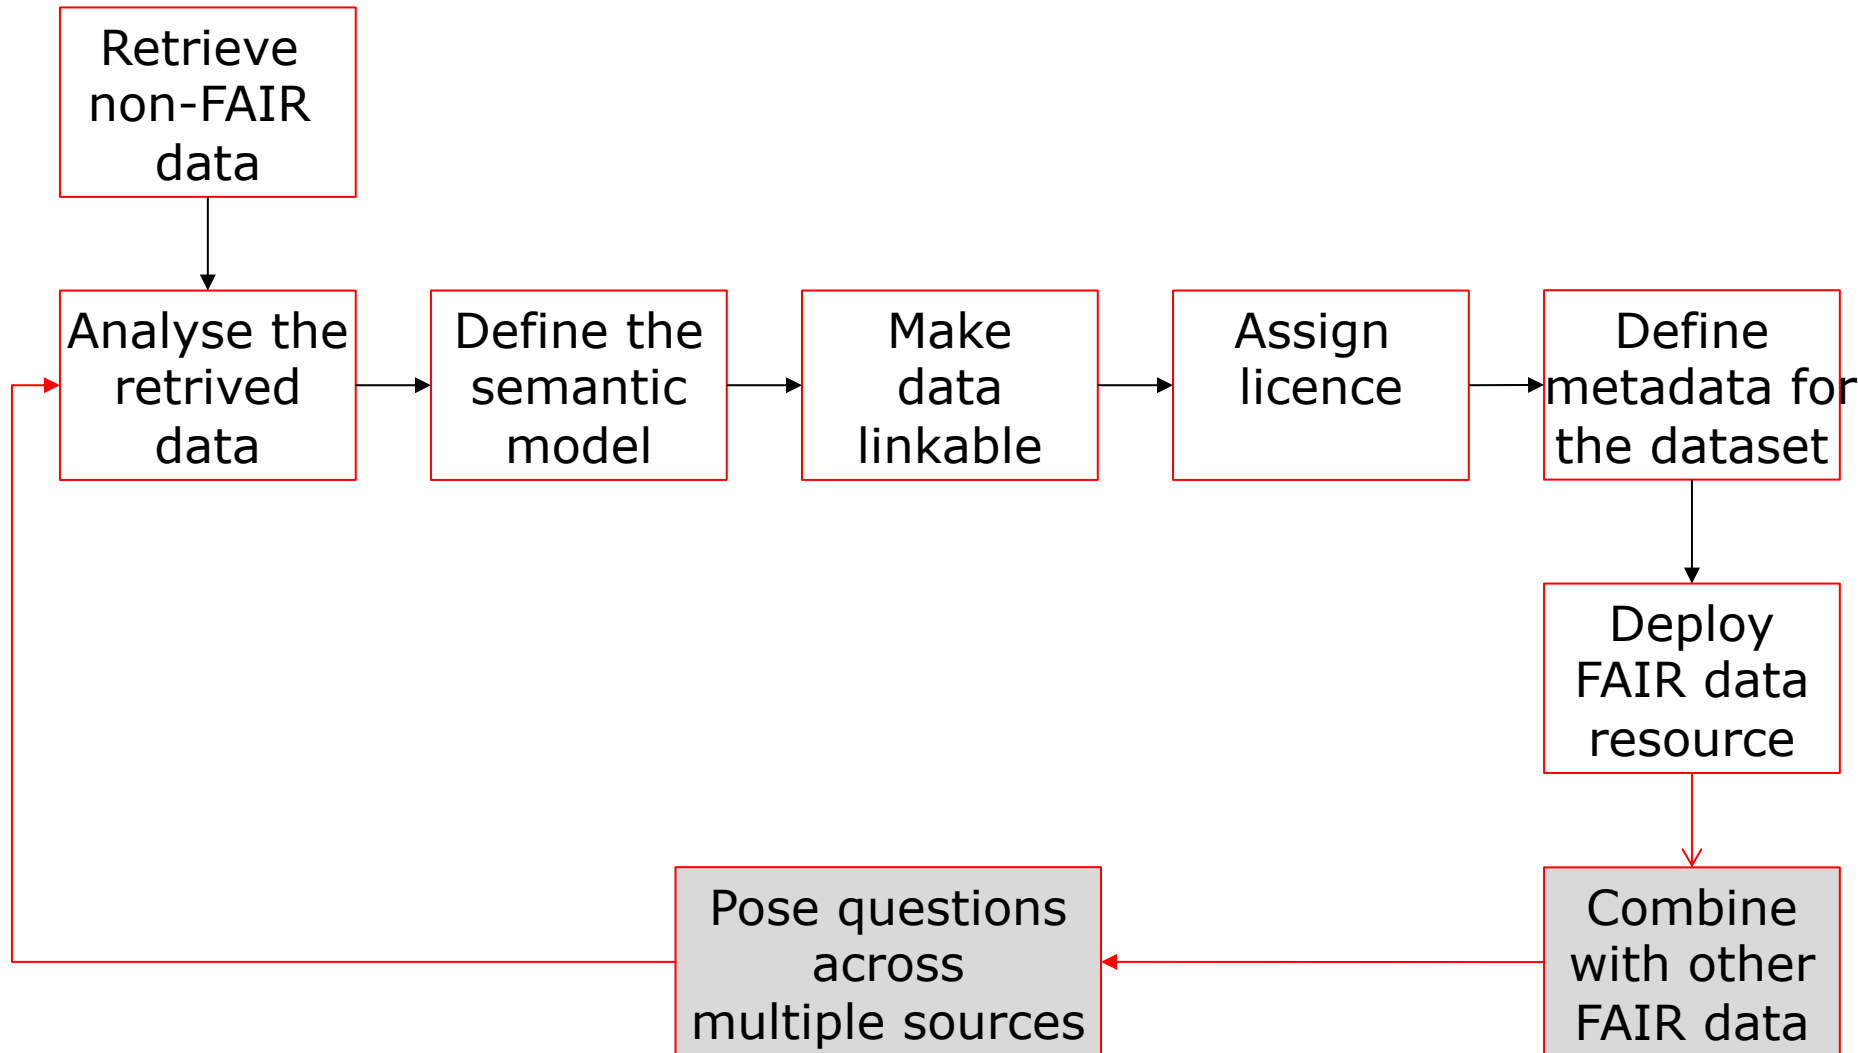 Retrieve
non-FAIR
data
Analyse the
retrived
data
Define the
semantic
model
Make
data
linkable
Assign
licence
Define
metadata for
the dataset
Deploy
FAIR data
resource
Combine
with other
FAIR data
Pose questions
across
multiple sources